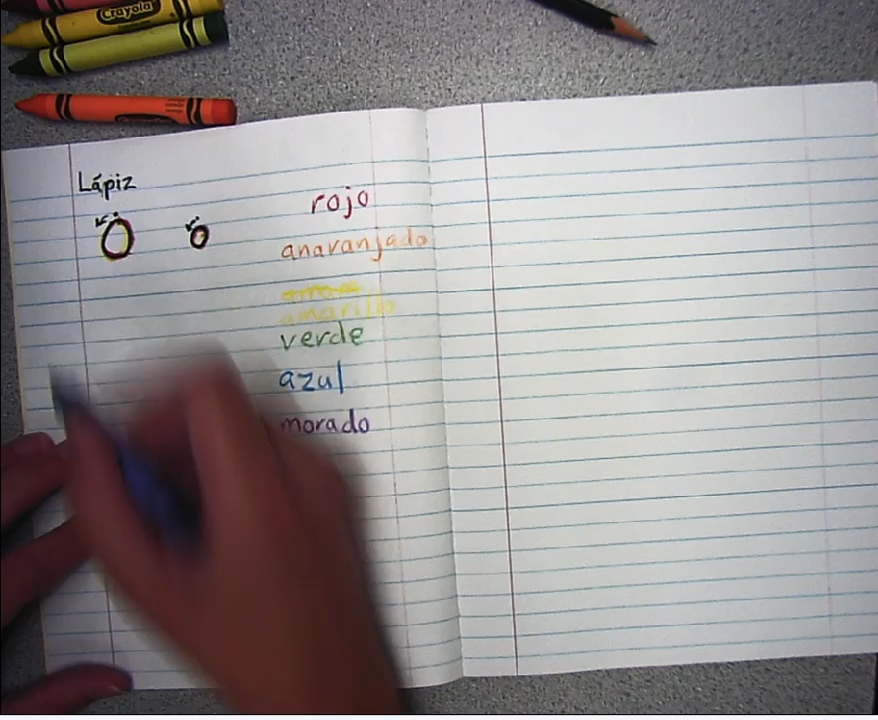 Crayola
Lápiz
O o rojo
anaranjado
amarillo
verde
azul
morado